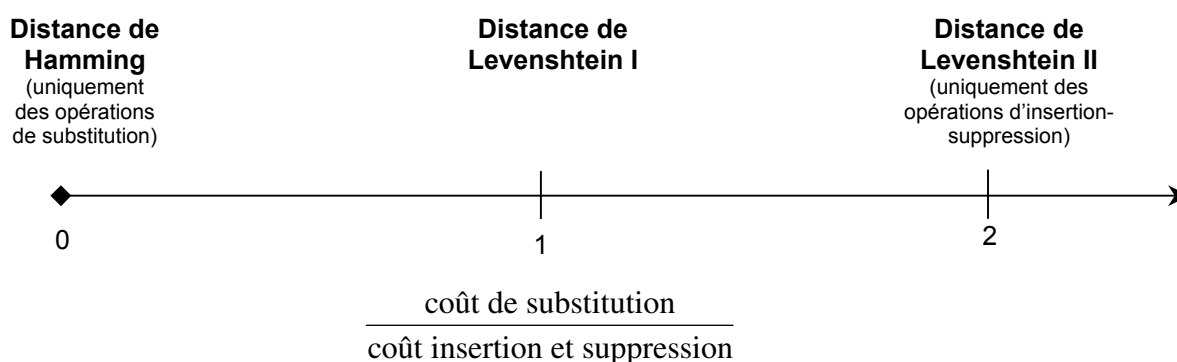 Distance de
Hamming
(uniquement
des opérations
de substitution)
Distance de
Levenshtein I
Distance de
Levenshtein II
(uniquement des
opérations d'insertion-
suppression)
0
1
2
coût de substitution
coût insertion et suppression